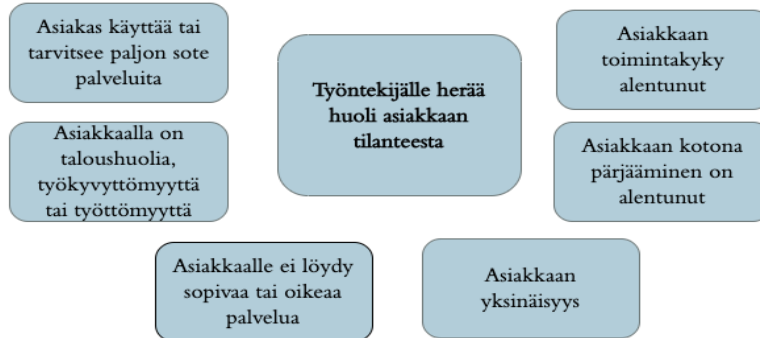 Asiakas käyttää tai
tarvitsee paljon sote
palveluita
Työntekijälle herää
huoli asiakkaan
tilanteesta
Asiakkaan
toimintakyky
alentunut
Asiakkaalla on
taloushuolia,
työkyvyttömyyttä
tai työttömyyttä
Asiakkaan kotona
pärjääminen on
alentunut
Asiakkaalle ei löydy
sopivaa tai oikeaa
palvelua
Asiakkaan
yksinäisyys